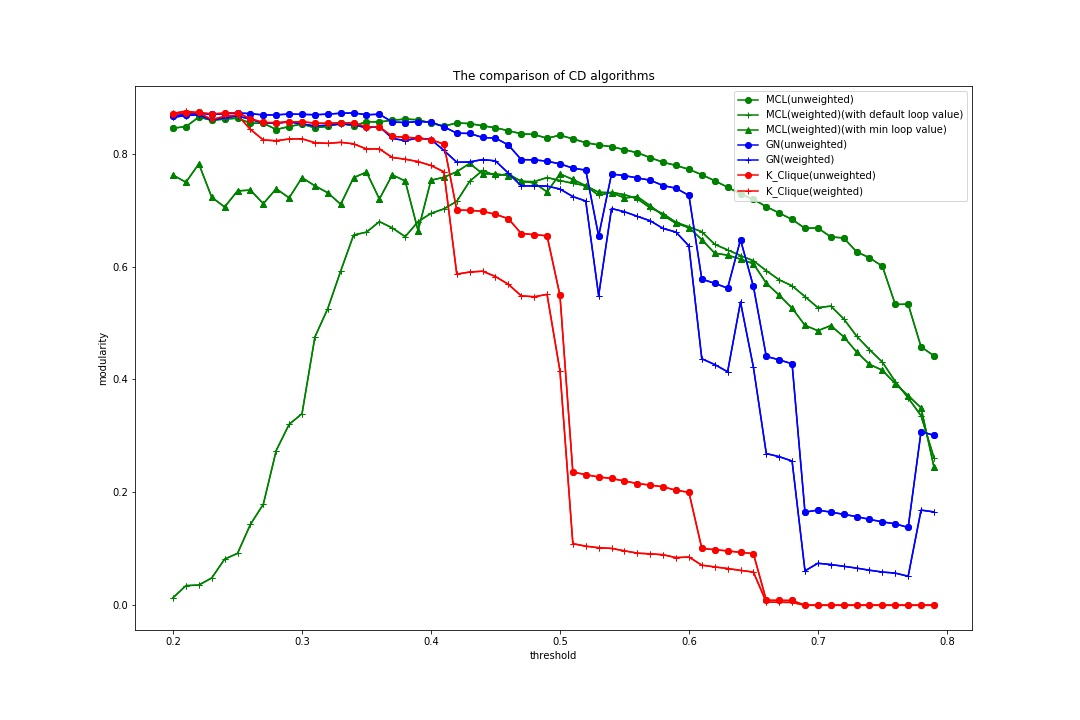 The comparison of CD algorithms
MCL(unweighted)
MCL(weighted)(with default loop value)
MCL(weighted)(with min loop value)
GN(unweighted)
GN(weighted)
K_Clique(unweighted)
K_Clique(weighted)
modularity
0.8
0.6
0.4
0.2
0.0
0.2 0.3 0.4 0.5 0.6 0.7 0.8
threshold